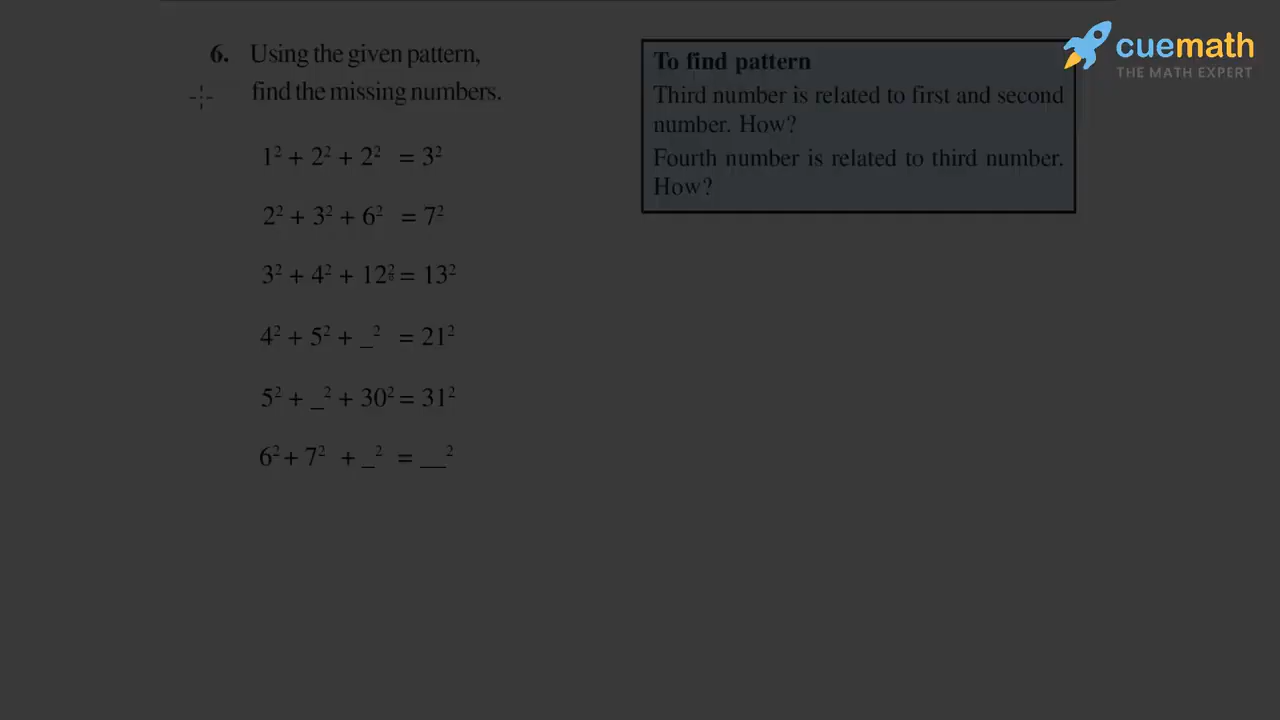 6. Using the given pattern,
find the missing numbers.
1² + 2² + 2² = 3²
2² + 3² + 6² = 7²
3² + 4² + 12² = 13²
4² + 5² + _² = 21²
5² + _² + 30² = 31²
6² + 7² + _² = __²
To find pattern
Third number is related to first and second
number. How?
Fourth number is related to third number.
How?
cuemath
THE MATH EXPERT